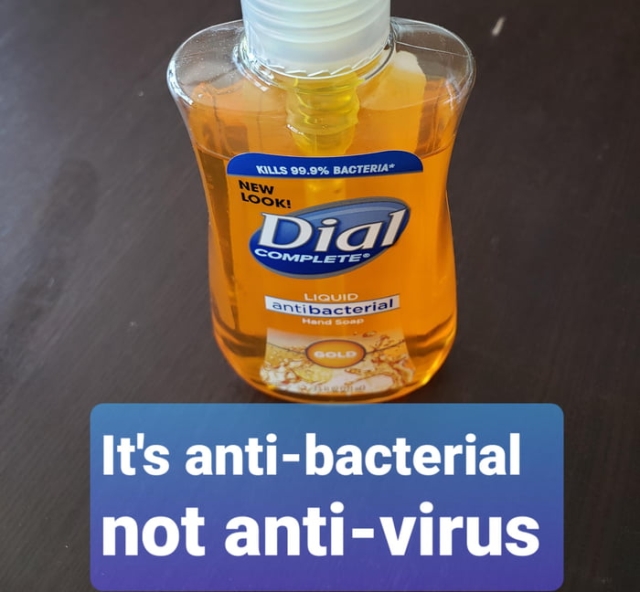 KILLS 99.9% BACTERIA*
NEW
LOOK!
Dial
COMPLETE®
LIQUID
antibacterial
Hand Soap
GOLD
It's anti-bacterial
not anti-virus